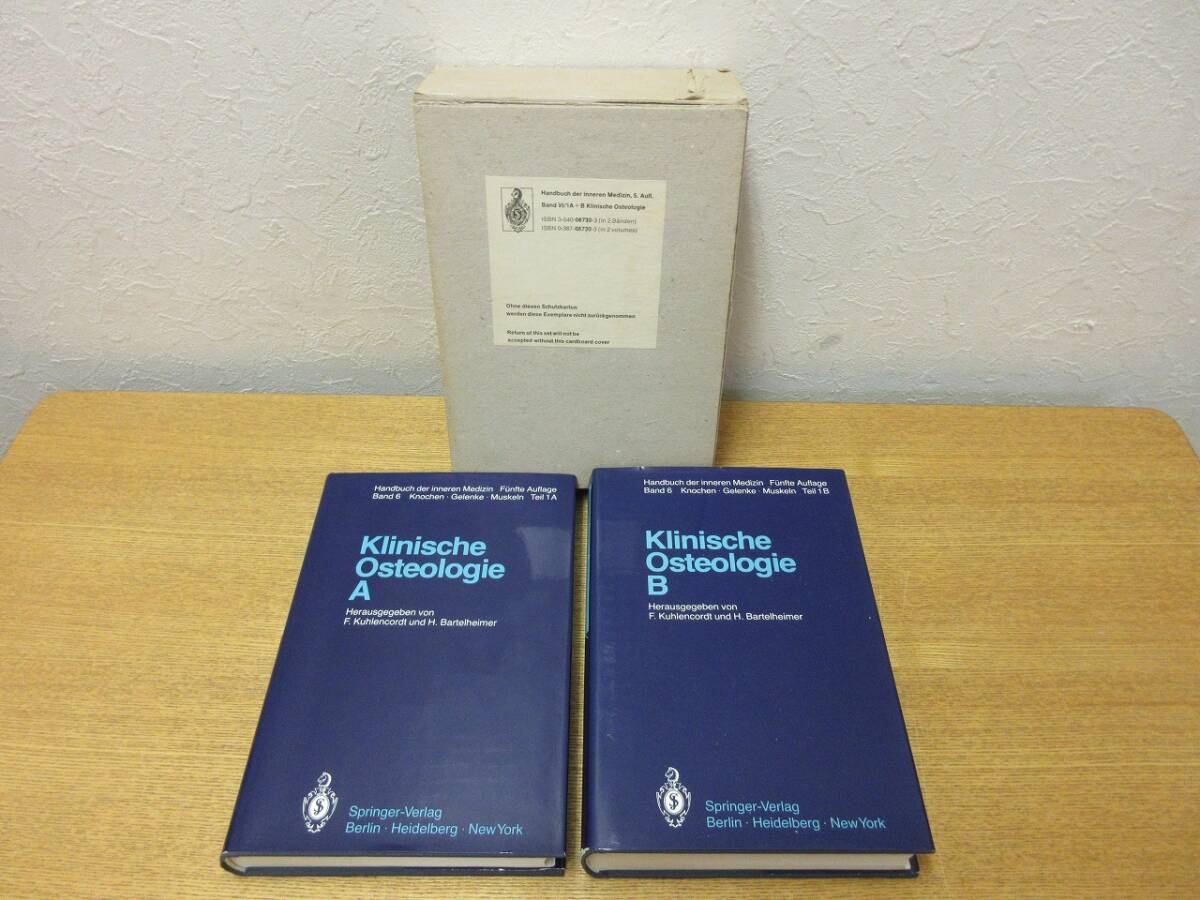 Handbuch der inneren Medizin, 5. Aufl.
Band VI/1A + B Klinische Osteologie
ISBN 3-540-08730-3 (in 2 Bänden)
ISBN 0-387-08730-3 (in 2 volumes)
Ohne diesen Schutzkarton
werden diese Exemplare nicht zurückgenommen
Return of this set will not be
accepted without this cardboard cover
Handbuch der inneren Medizin Fünfte Auflage
Band 6 Knochen · Gelenke · Muskeln Teil 1A
Klinische
Osteologie
A
Herausgegeben von
F. Kuhlencordt und H. Bartelheimer
Springer-Verlag
Berlin · Heidelberg · New York
Handbuch der inneren Medizin Fünfte Auflage
Band 6 Knochen · Gelenke · Muskeln Teil 1B
Klinische
Osteologie
B
Herausgegeben von
F. Kuhlencordt und H. Bartelheimer
Springer-Verlag
Berlin · Heidelberg · New York